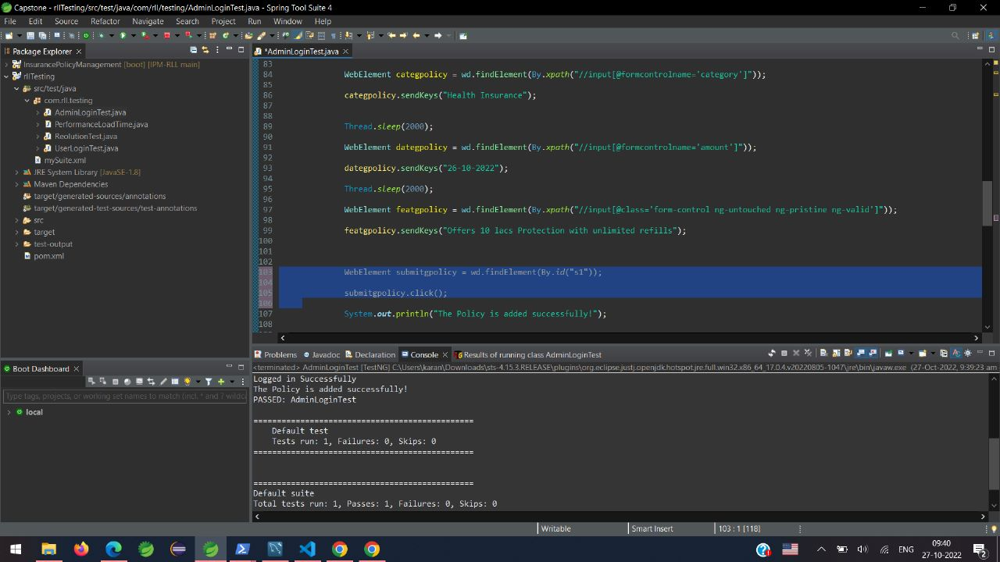 Capstone - rllTesting/src/test/java/com/rll/testing/AdminLoginTest.java - Spring Tool Suite 4
File Edit Source Refactor Navigate Search Project Run Window Help
Package Explorer
InsurancePolicyManagement [boot] [IPM-RLL main]
rllTesting
src/test/java
com.rll.testing
AdminLoginTest.java
PerformanceLoadTime.java
ReolutionTest.java
UserLoginTest.java
mySuite.xml
JRE System Library [JavaSE-1.8]
Maven Dependencies
target/generated-sources/annotations
target/generated-test-sources/test-annotations
src
target
test-output
pom.xml
Boot Dashboard
Type tags, projects, or working set names to match (incl. * and ? wildca
local
*AdminLoginTest.java
83
84 WebElement categpolicy = wd.findElement(By.xpath("//input[@formcontrolname='category']"));
85
86 categpolicy.sendKeys("Health Insurance");
87
88
89 Thread.sleep(2000);
90
91 WebElement dategpolicy = wd.findElement(By.xpath("//input[@formcontrolname='amount']"));
92
93 dategpolicy.sendKeys("26-10-2022");
94
95 Thread.sleep(2000);
96
97 WebElement featgpolicy = wd.findElement(By.xpath("//input[@class='form-control ng-untouched ng-pristine ng-valid']"));
98
99 featgpolicy.sendKeys("Offers 10 lacs Protection with unlimited refills");
100
101
102
103 WebElement submitgpolicy = wd.findElement(By.id("s1"));
104
105 submitgpolicy.click();
106
107 System.out.println("The Policy is added successfully!");
108
Problems Javadoc Declaration Console Results of running class AdminLoginTest
<terminated> AdminLoginTest [TestNG] C:\Users\karan\Downloads\sts-4.15.3.RELEASE\plugins\org.eclipse.justj.openjdk.hotspot.jre.full.win32.x86_64_17.0.4.v20220805-1047\jre\bin\javaw.exe (27-Oct-2022, 9:39:23 am
Logged in Successfully
The Policy is added successfully!
PASSED: AdminLoginTest
===============================================
Default test
Tests run: 1, Failures: 0, Skips: 0
===============================================
===============================================
Default suite
Total tests run: 1, Passes: 1, Failures: 0, Skips: 0
Writable Smart Insert 103 : 1 [118]
ENG 09:40
27-10-2022
2